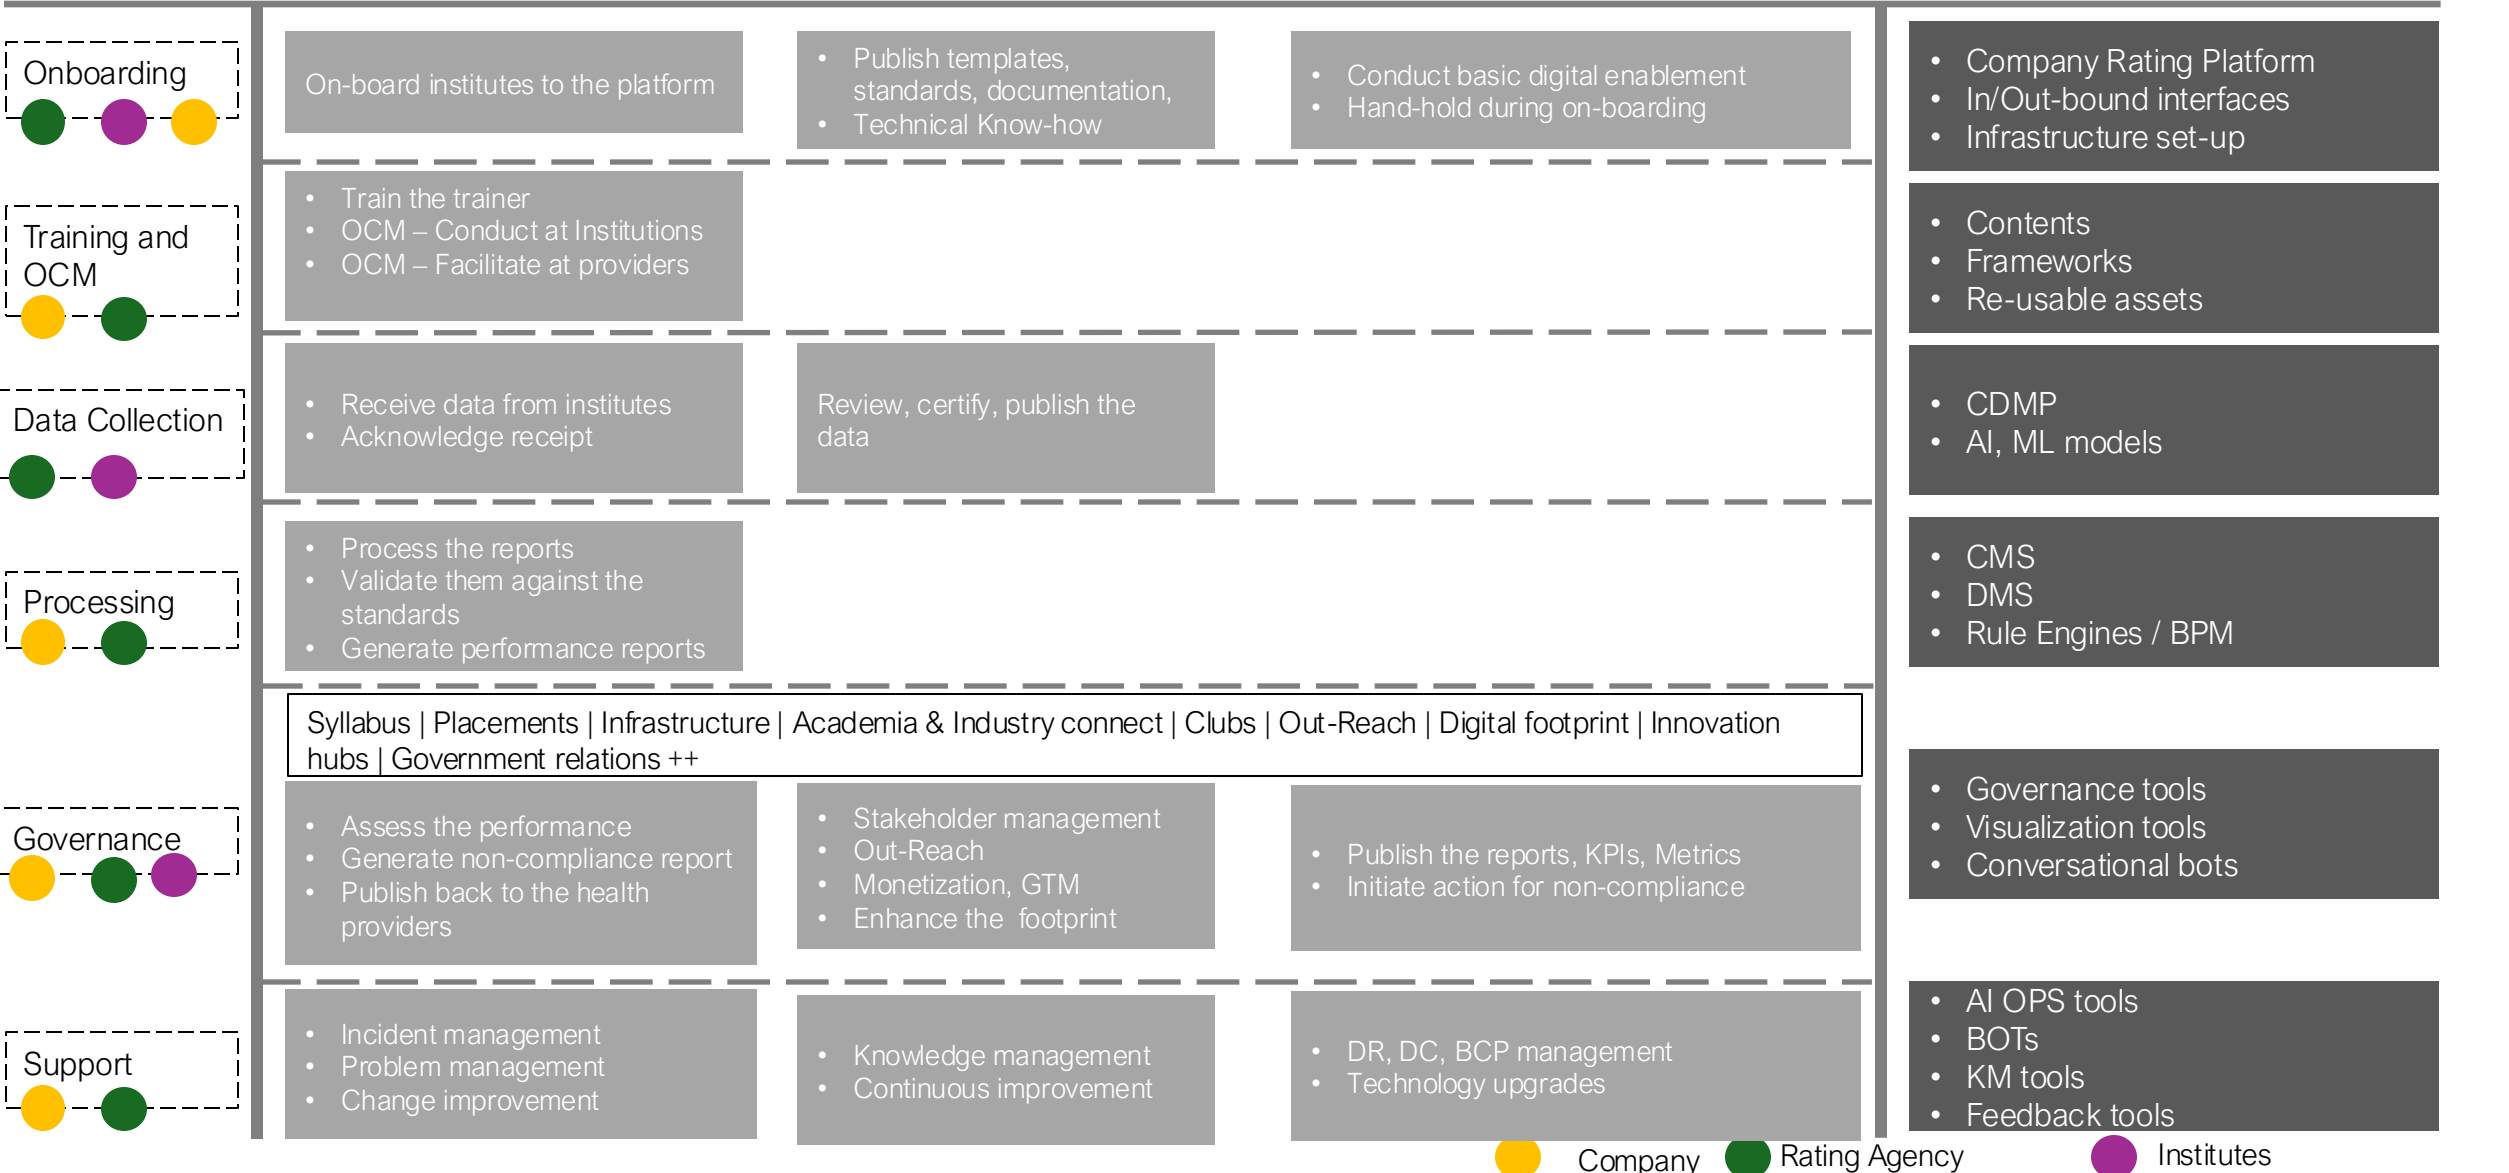 Onboarding
On-board institutes to the platform
• Publish templates,
standards, documentation,
• Technical Know-how
• Conduct basic digital enablement
• Hand-hold during on-boarding
• Company Rating Platform
• In/Out-bound interfaces
• Infrastructure set-up
Training and
OCM
• Train the trainer
• OCM – Conduct at Institutions
• OCM – Facilitate at providers
• Contents
• Frameworks
• Re-usable assets
Data Collection
• Receive data from institutes
• Acknowledge receipt
Review, certify, publish the
data
• CDMP
• AI, ML models
Processing
• Process the reports
• Validate them against the
standards
• Generate performance reports
• CMS
• DMS
• Rule Engines / BPM
Syllabus | Placements | Infrastructure | Academia & Industry connect | Clubs | Out-Reach | Digital footprint | Innovation
hubs | Government relations ++
Governance
• Assess the performance
• Generate non-compliance report
• Publish back to the health
providers
• Stakeholder management
• Out-Reach
• Monetization, GTM
• Enhance the  footprint
• Publish the reports, KPIs, Metrics
• Initiate action for non-compliance
• Governance tools
• Visualization tools
• Conversational bots
Support
• Incident management
• Problem management
• Change improvement
• Knowledge management
• Continuous improvement
• DR, DC, BCP management
• Technology upgrades
• AI OPS tools
• BOTs
• KM tools
• Feedback tools
Company
Rating Agency
Institutes